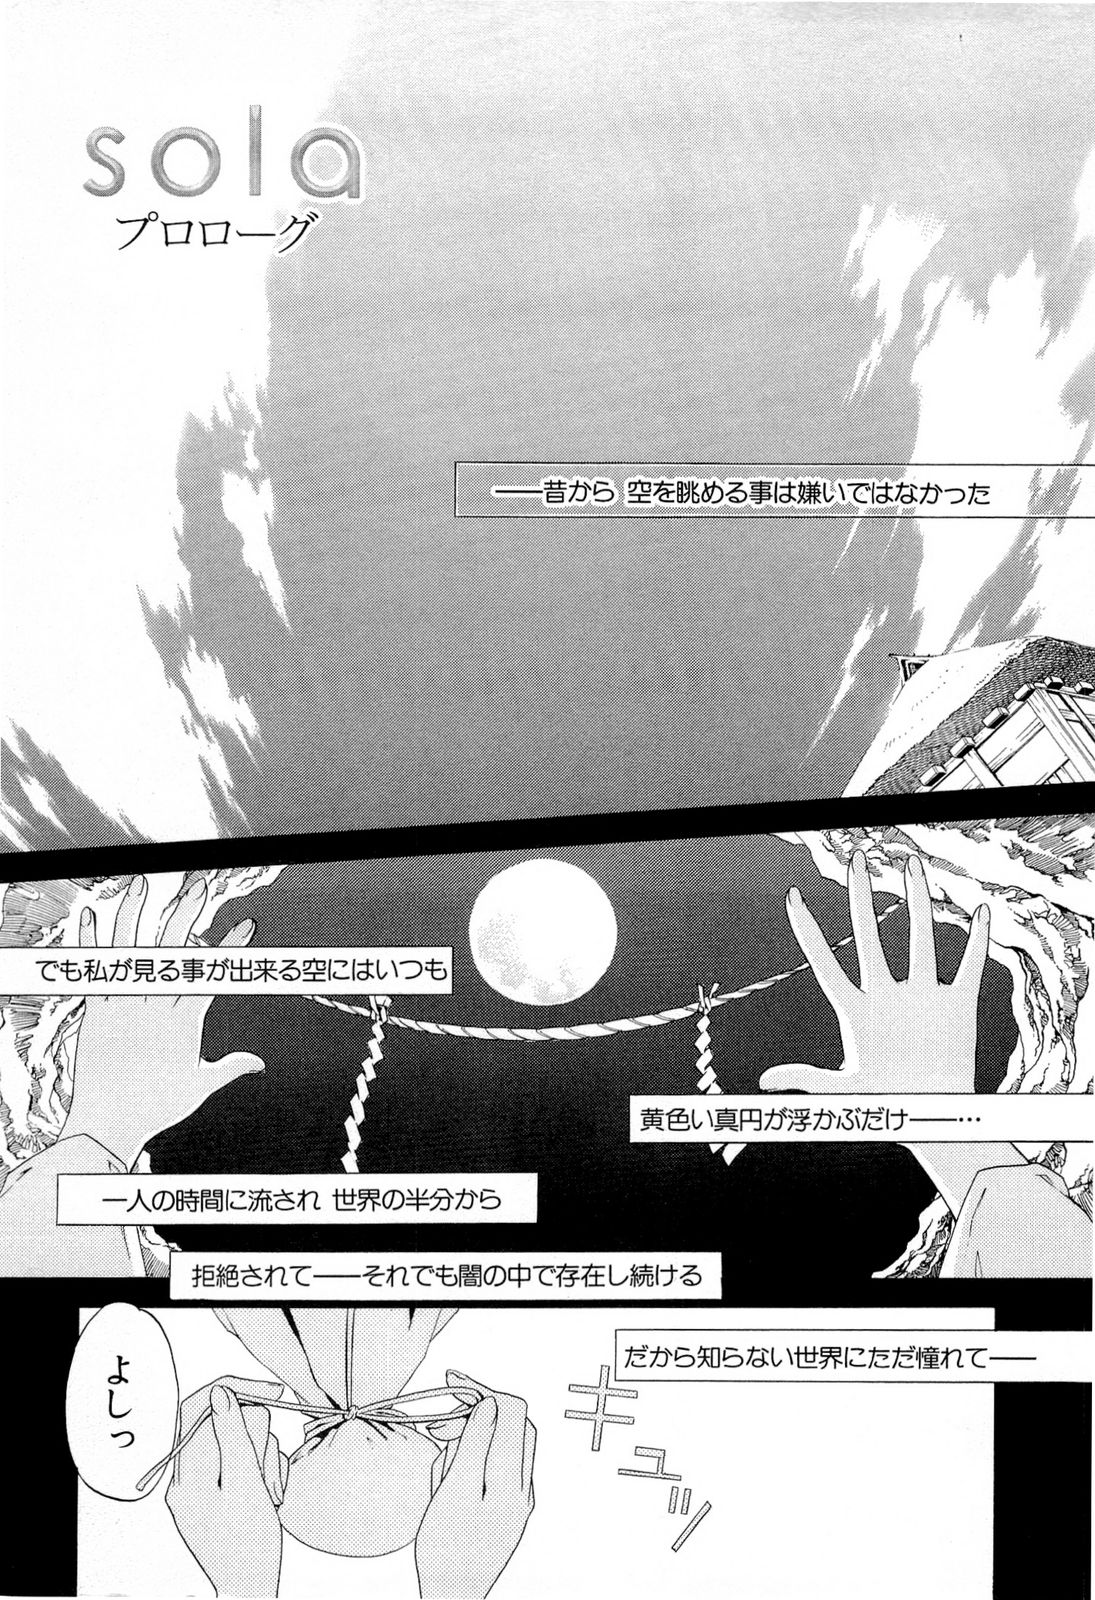 sola
プロローグ
――昔から 空を眺める事は嫌いではなかった
でも私が見る事が出来る空にはいつも
黄色い真円が浮かぶだけ――…
一人の時間に流され 世界の半分から
拒絶されて――それでも闇の中で存在し続ける
だから知らない世界にただ憧れて――
よしっ
キュッ